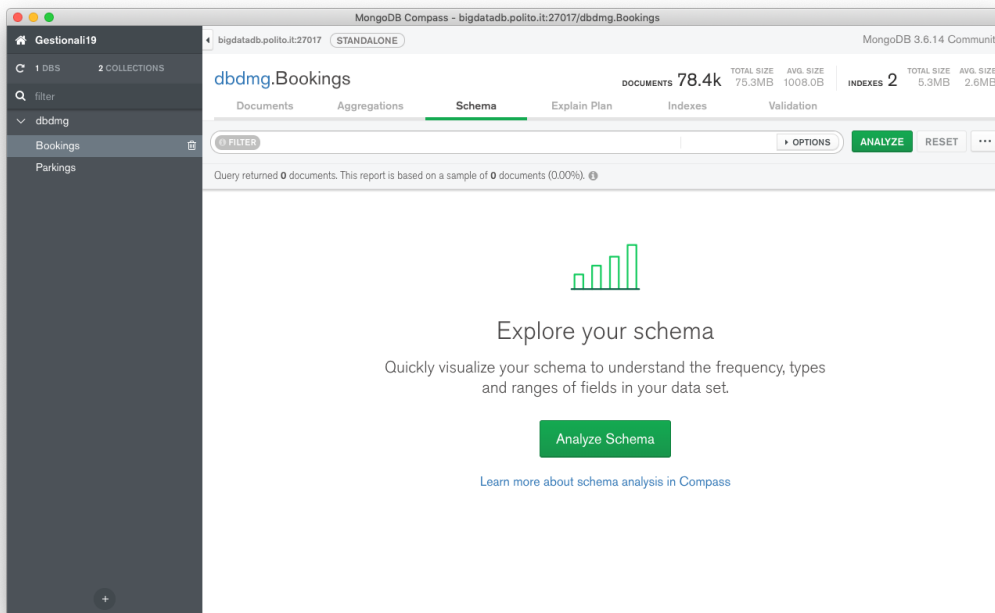 MongoDB Compass - bigdatadb.polito.it:27017/dbdmg.Bookings
Gestionali19
bigdatadb.polito.it:27017 STANDALONE
MongoDB 3.6.14 Communit
1 DBS 2 COLLECTIONS
filter
dbdmg
Bookings
Parkings
dbdmg.Bookings
DOCUMENTS 78.4k TOTAL SIZE 75.3MB AVG. SIZE 1008.0B INDEXES 2 TOTAL SIZE 5.3MB AVG. SIZE 2.6MB
Documents Aggregations Schema Explain Plan Indexes Validation
FILTER OPTIONS ANALYZE RESET ...
Query returned 0 documents. This report is based on a sample of 0 documents (0.00%).
Explore your schema
Quickly visualize your schema to understand the frequency, types
and ranges of fields in your data set.
Analyze Schema
Learn more about schema analysis in Compass
+